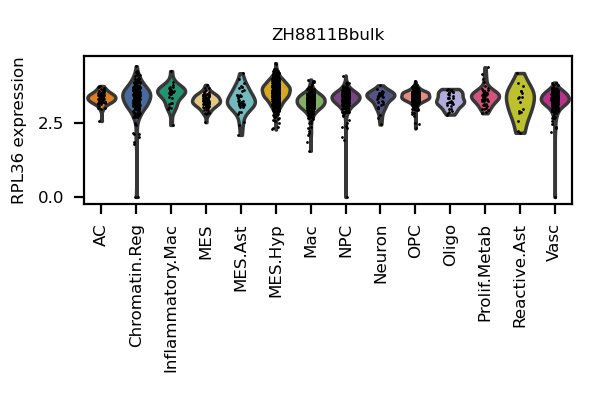 ZH8811Bbulk
RPL36 expression
2.5
0.0
AC
Chromatin.Reg
Inflammatory.Mac
MES
MES.Ast
MES.Hyp
Mac
NPC
Neuron
OPC
Oligo
Prolif.Metab
Reactive.Ast
Vasc